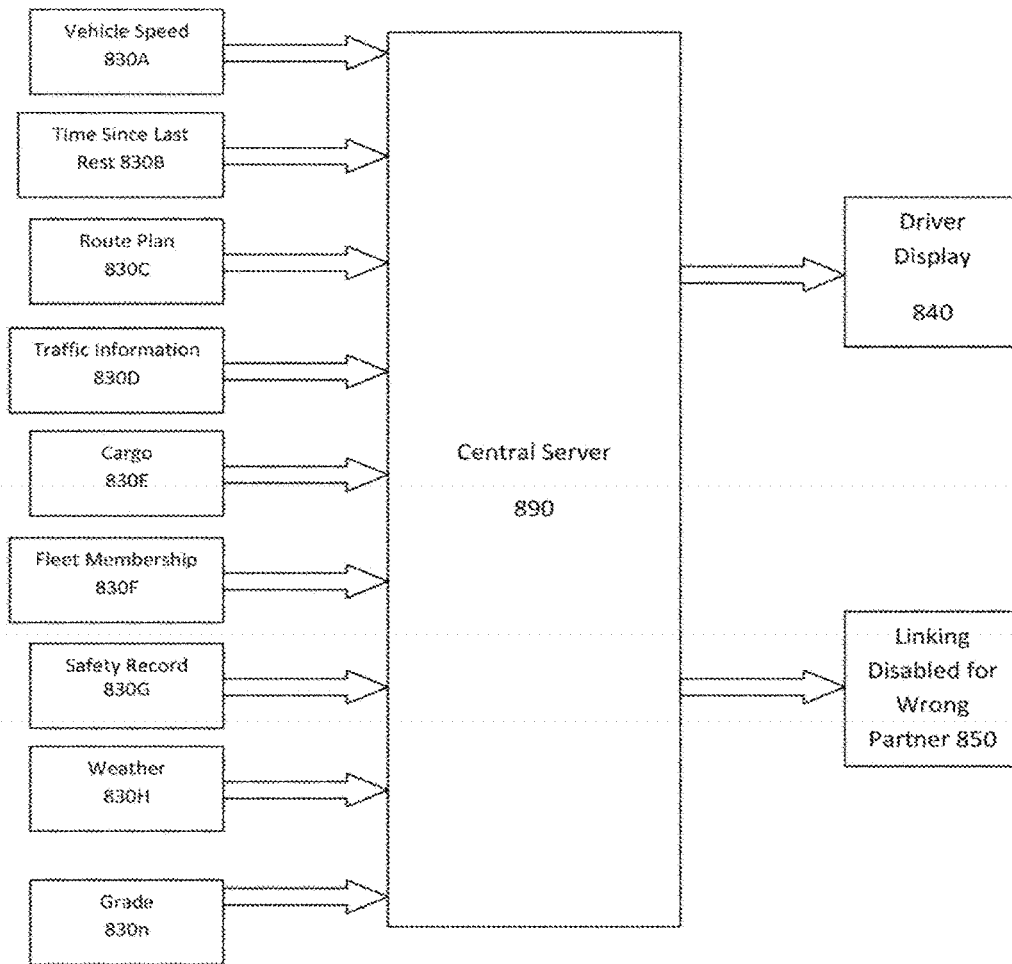 Vehicle Speed
830A
Time Since Last
Rest 830B
Route Plan
830C
Traffic Information
830D
Cargo
830E
Fleet Membership
830F
Safety Record
830G
Weather
830H
Grade
830n
Central Server
890
Driver
Display
840
Linking
Disabled for
Wrong
Partner 850